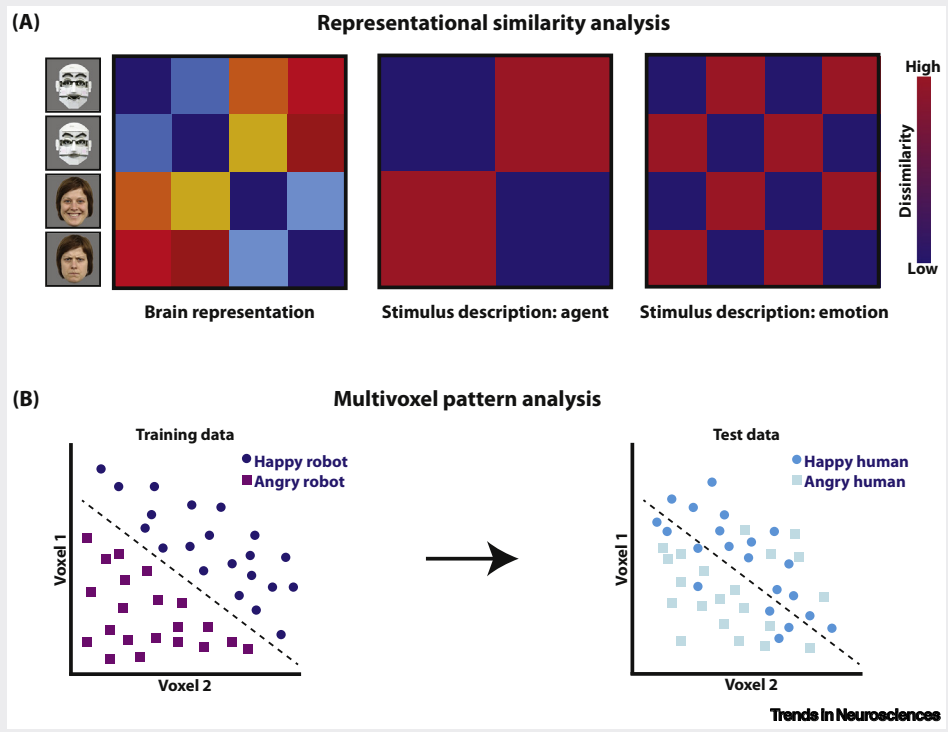 (A)
Representational similarity analysis
High
Dissimilarity
Low
Brain representation
Stimulus description: agent
Stimulus description: emotion
(B)
Multivoxel pattern analysis
Training data
Happy robot
Angry robot
Voxel 1
Voxel 2
Test data
Happy human
Angry human
Voxel 1
Voxel 2
Trends in Neurosciences